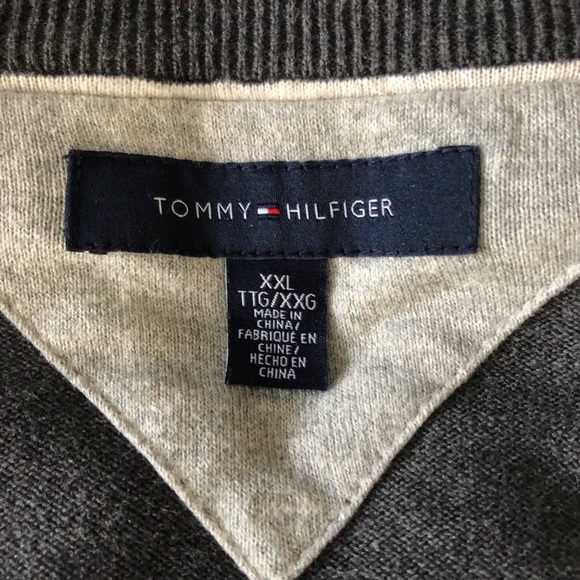 TOMMY HILFIGER
XXL
TTG/XXG
MADE IN
CHINA/
FABRIQUÉ EN
CHINE/
HECHO EN
CHINA